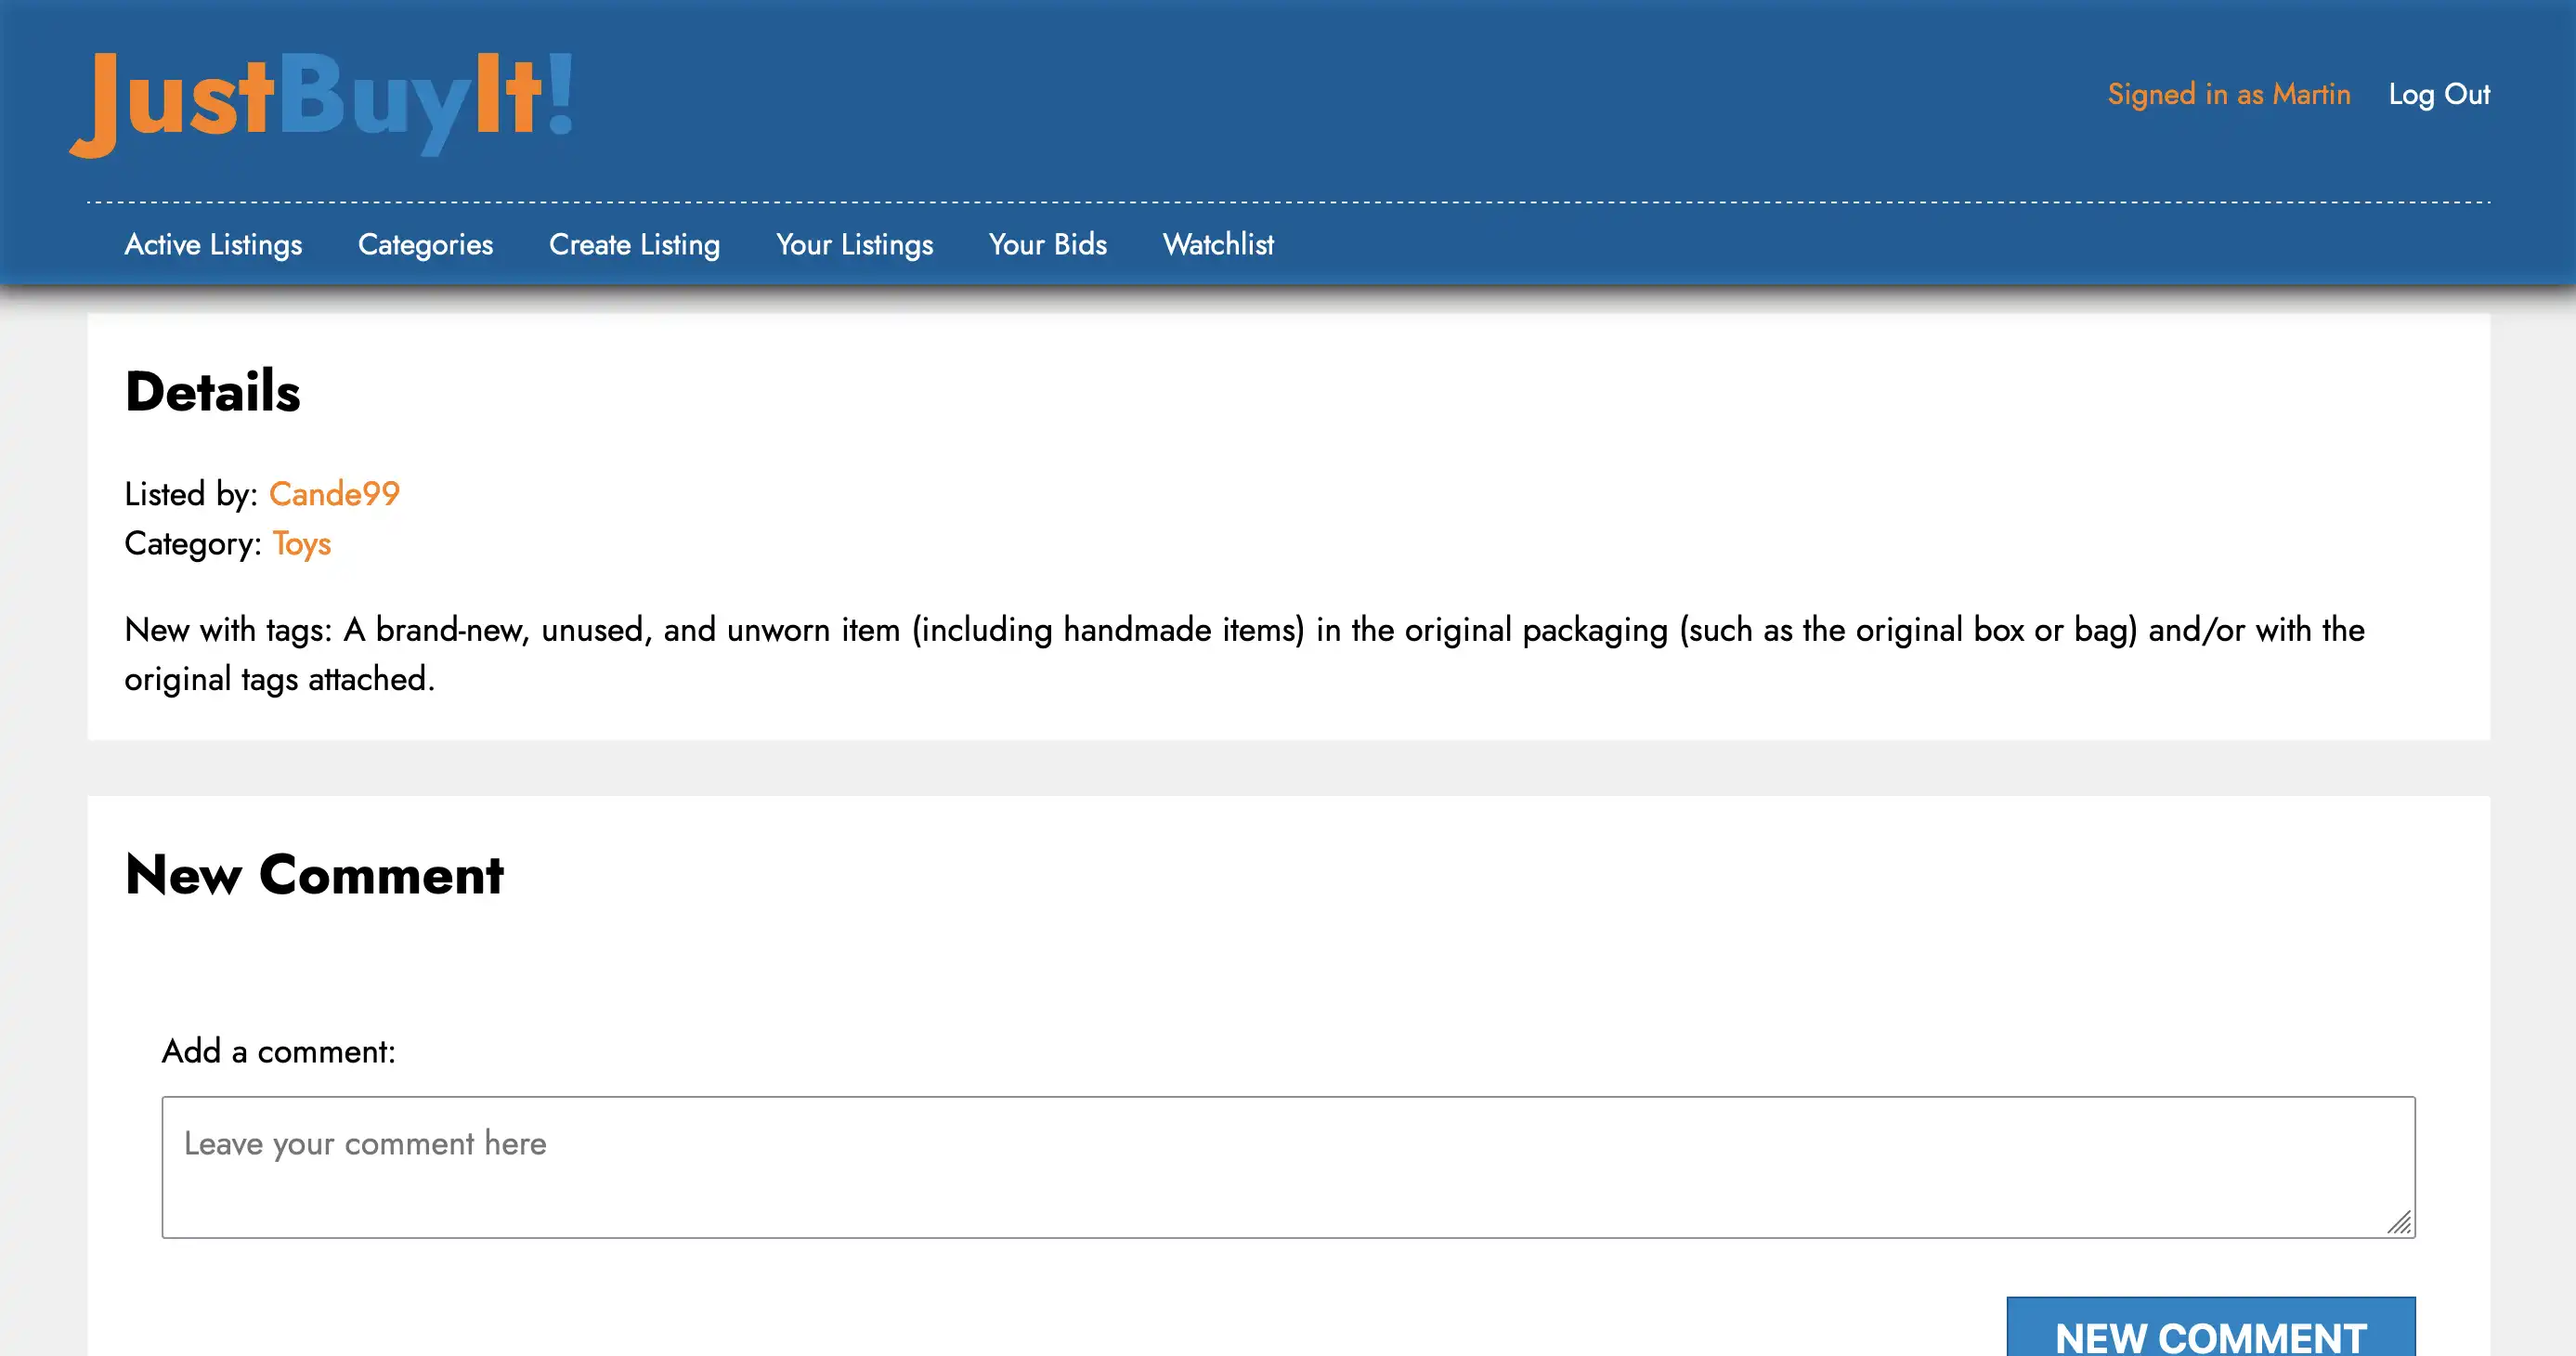 JustBuyIt!
Signed in as Martin Log Out
Active Listings Categories Create Listing Your Listings Your Bids Watchlist
Details
Listed by: Cande99
Category: Toys
New with tags: A brand-new, unused, and unworn item (including handmade items) in the original packaging (such as the original box or bag) and/or with the
original tags attached.
New Comment
Add a comment:
Leave your comment here
NEW COMMENT